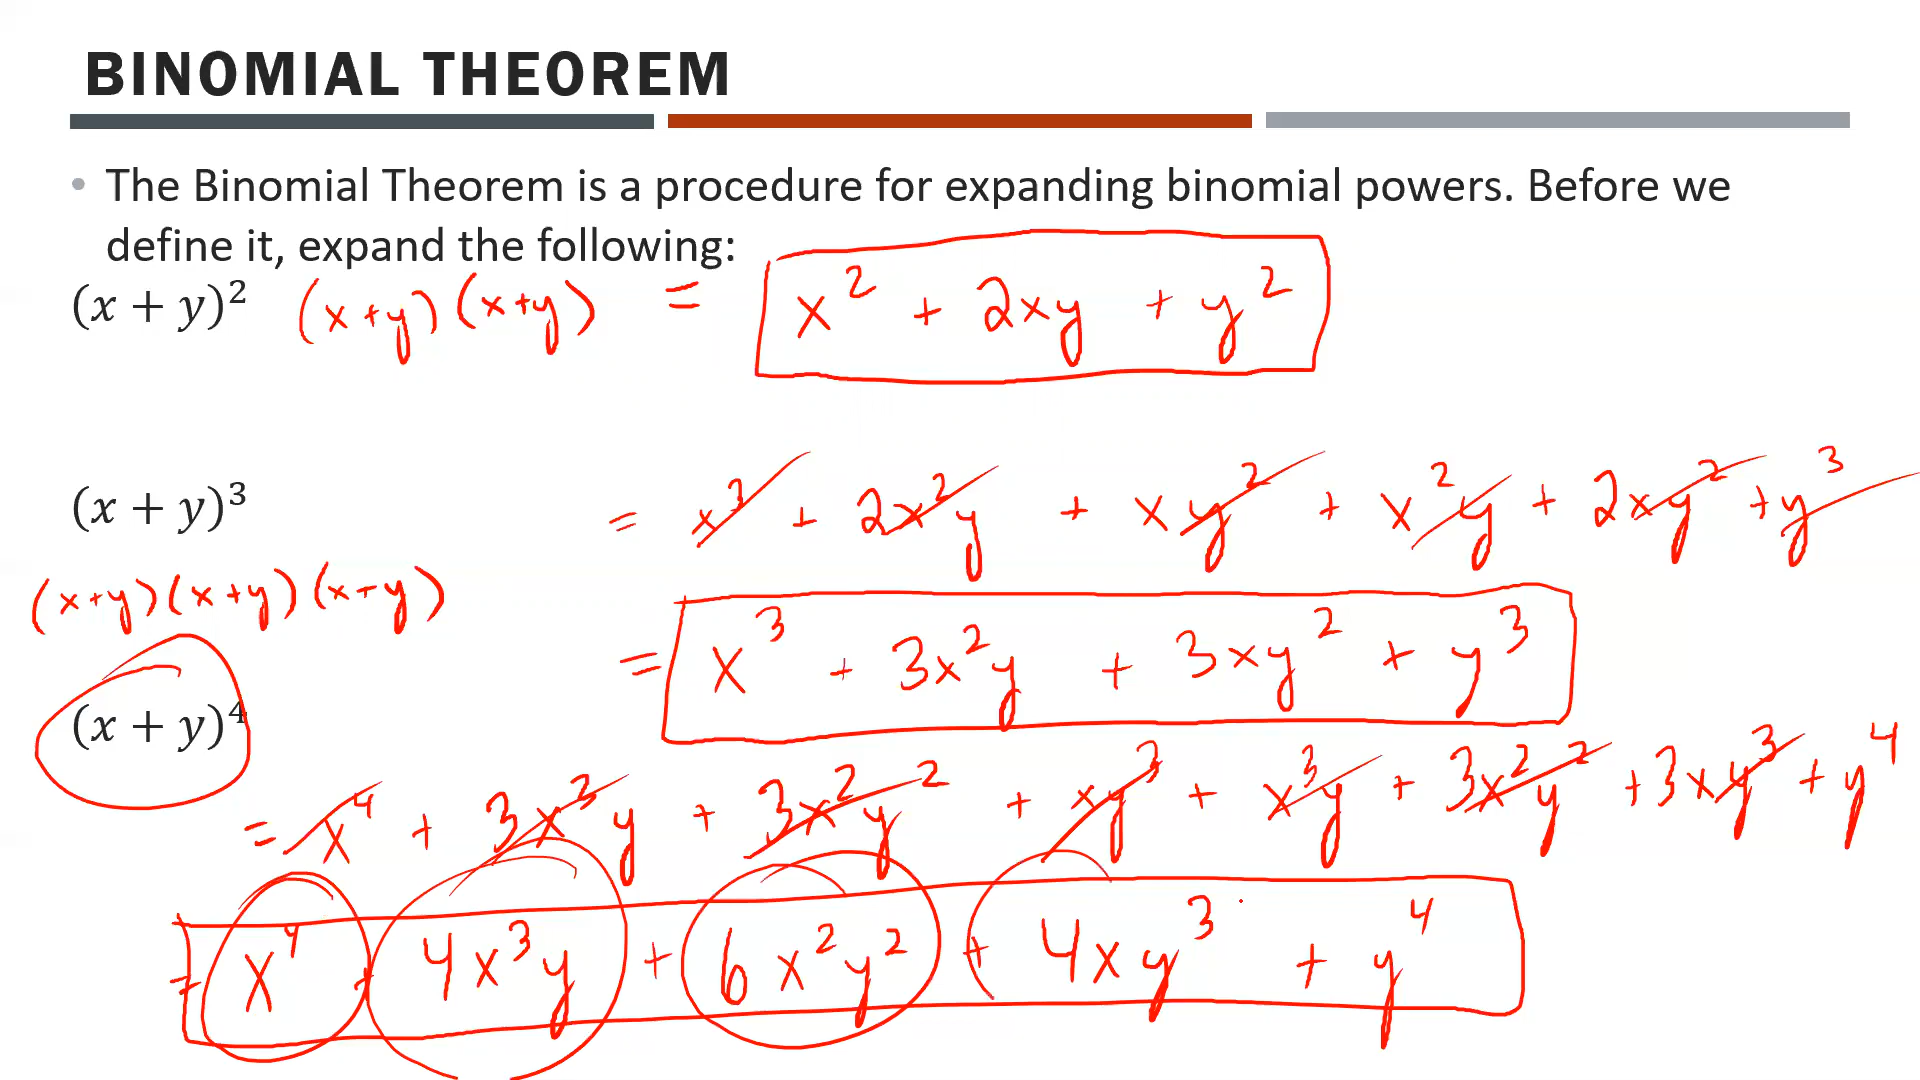 BINOMIAL THEOREM
• The Binomial Theorem is a procedure for expanding binomial powers. Before we
define it, expand the following:
(x + y)² (x+y)(x+y) = x² + 2xy + y²
(x + y)³ = x³ + 2x²y + xy² + x²y + 2xy² + y³
(x+y)(x+y)(x+y)
= x³ + 3x²y + 3xy² + y³
(x + y)⁴
= x⁴ + 3x³y + 3x²y² + xy³ + x³y + 3x²y² + 3xy³ + y⁴
= x⁴ + 4x³y + 6x²y² + 4xy³ + y⁴